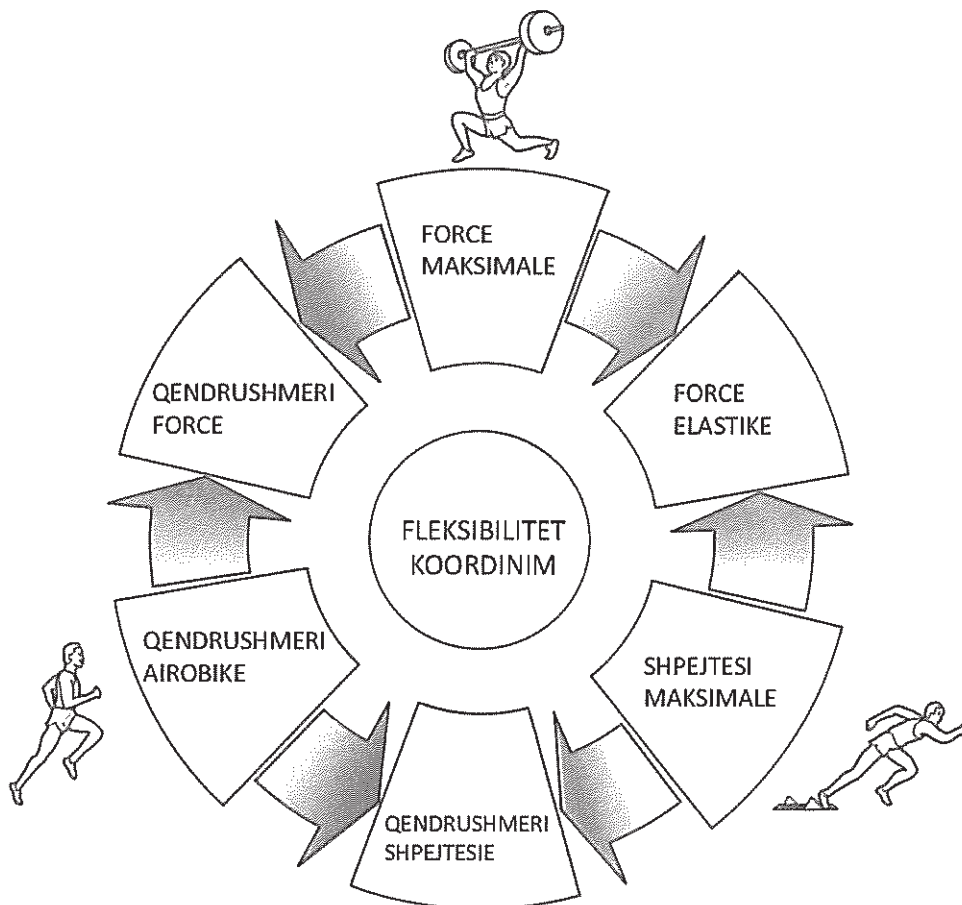 FORCE
MAKSIMALE
QENDRUSHMERI
FORCE
FORCE
ELASTIKE
FLEKSIBILITET
KOORDINIM
QENDRUSHMERI
AIROBIKE
SHPEJTESI
MAKSIMALE
QENDRUSHMERI
SHPEJTESIE